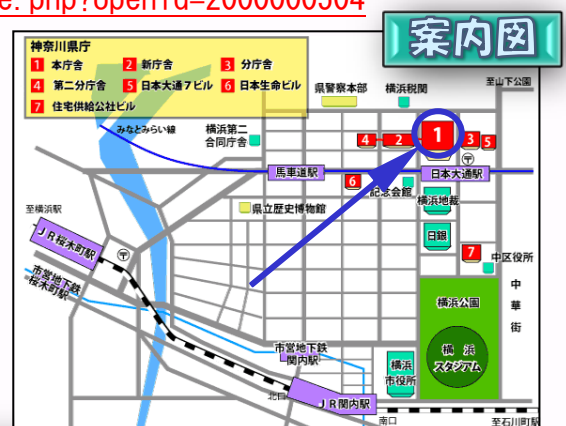 e. php?openid=2000000504
案内図
神奈川県庁
1 本庁舎 2 新庁舎 3 分庁舎
4 第二分庁舎 5 日本大通7ビル 6 日本生命ビル
7 住宅供給公社ビル
県警察本部
横浜税関
至山下公園
みなとみらい線
横浜第二
合同庁舎
4
2
1
3
5
〒
馬車道駅
日本大通駅
6
記念会館
横浜地裁
県立歴史博物館
至横浜駅
JR桜木町駅
〒
日銀
7
中区役所
市営地下鉄
桜木町駅
横浜公園
中華街
横浜
スタジアム
市営地下鉄
関内駅
横浜
市役所
北口
JR関内駅
南口
至石川町駅